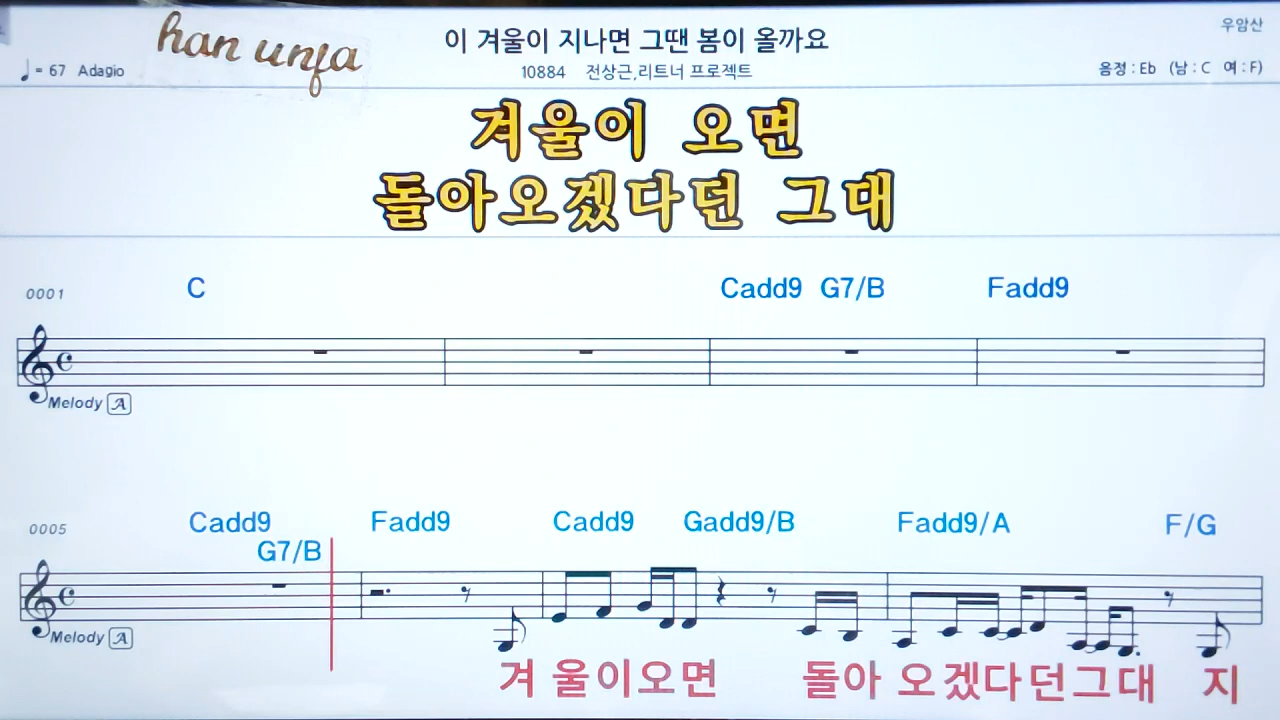 우암산
han unja
이 겨울이 지나면 그땐 봄이 올까요
♩ = 67 Adagio
10884 전상근,리트너 프로젝트
음정 : Eb (남 : C 여 : F)
겨울이 오면
돌아오겠다던 그대
0001 C Cadd9 G7/B Fadd9
Melody A
0005 Cadd9 G7/B Fadd9 Cadd9 Gadd9/B Fadd9/A F/G
Melody A
겨 울이오면 돌아 오겠다던그대 지